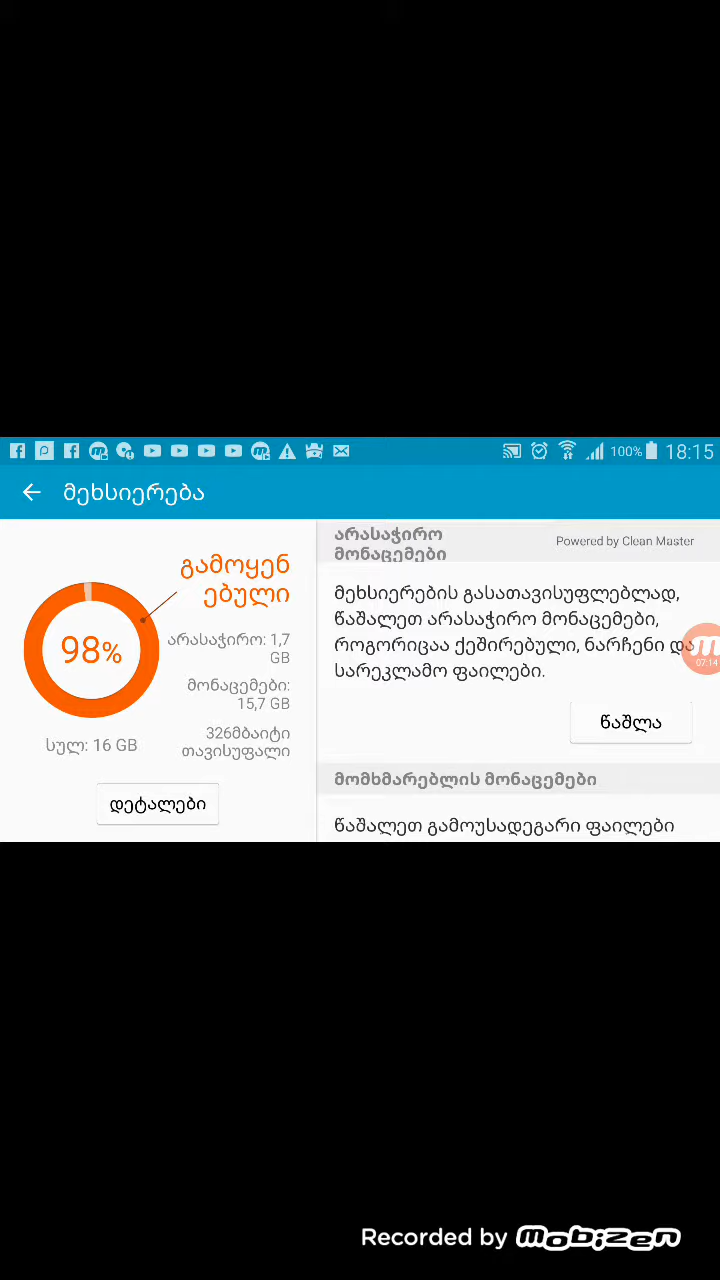 100% 18:15
მეხსიერება
გამოყენ
ებული
98%
არასაჭირო: 1,7
GB
მონაცემები:
15,7 GB
326მბაიტი
თავისუფალი
სულ: 16 GB
დეტალები
არასაჭირო
მონაცემები
Powered by Clean Master
მეხსიერების გასათავისუფლებლად,
წაშალეთ არასაჭირო მონაცემები,
როგორიცაა ქეშირებული, ნარჩენი და
სარეკლამო ფაილები.
07:14
წაშლა
მომხმარებლის მონაცემები
წაშალეთ გამოუსადეგარი ფაილები
Recorded by mobizen